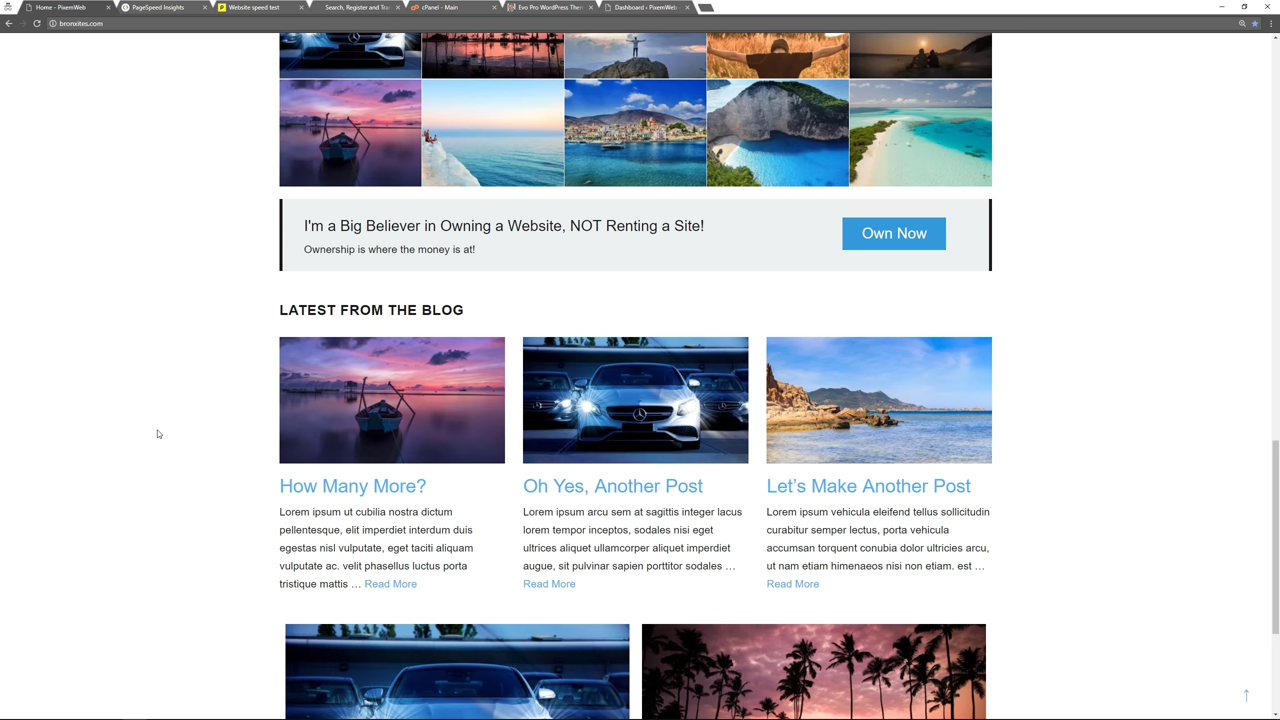 Home - PixemWeb
PageSpeed Insights
Website speed test
Search, Register and Tra
cPanel - Main
Evo Pro WordPress Them
Dashboard ‹ PixemWeb
bronxites.com
I'm a Big Believer in Owning a Website, NOT Renting a Site!
Ownership is where the money is at!
Own Now
LATEST FROM THE BLOG
How Many More?
Lorem ipsum ut cubilia nostra dictum
pellentesque, elit imperdiet interdum duis
egestas nisl vulputate, eget taciti aliquam
vulputate ac. velit phasellus luctus porta
tristique mattis … Read More
Oh Yes, Another Post
Lorem ipsum arcu sem at sagittis integer lacus
lorem tempor inceptos, sodales nisi eget
ultrices aliquet ullamcorper aliquet imperdiet
augue, sit pulvinar sapien porttitor sodales …
Read More
Let’s Make Another Post
Lorem ipsum vehicula eleifend tellus sollicitudin
curabitur semper lectus, porta vehicula
accumsan torquent conubia dolor ultricies arcu,
ut nam etiam himenaeos nisi non etiam. est …
Read More